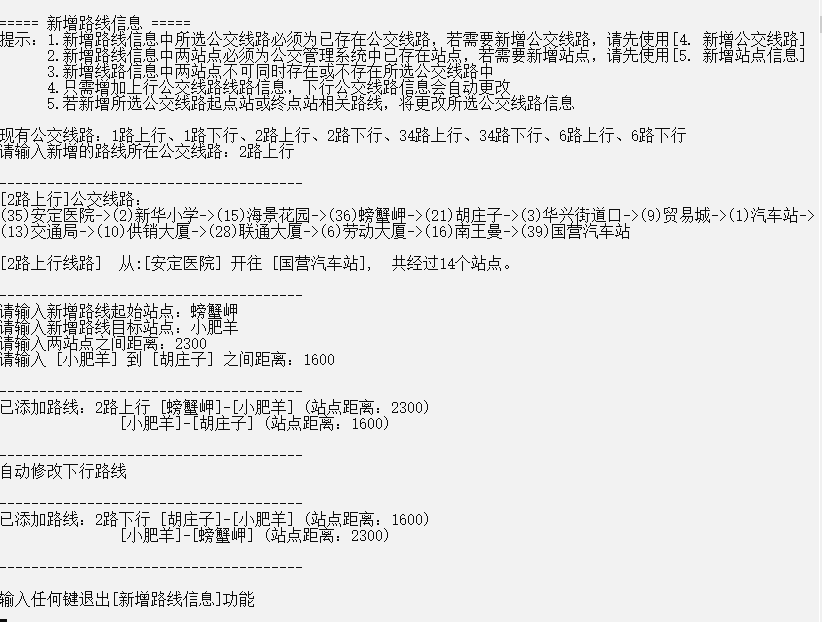 ===== 新增路线信息 =====
提示：1.新增路线信息中所选公交线路必须为已存在公交线路，若需要新增公交线路，请先使用[4. 新增公交线路]
2.新增路线信息中两站点必须为公交管理系统中已存在站点，若需要新增站点，请先使用[5. 新增站点信息]
3.新增线路信息中两站点不可同时存在或不存在所选公交线路中
4.只需增加上行公交线路线路信息，下行公交线路信息会自动更改
5.若新增所选公交线路起点站或终点站相关路线，将更改所选公交线路信息
现有公交线路：1路上行、1路下行、2路上行、2路下行、34路上行、34路下行、6路上行、6路下行
请输入新增的路线所在公交线路：2路上行
--------------------------------------
[2路上行]公交线路：
(35)安定医院->(2)新华小学->(15)海景花园->(36)螃蟹岬->(21)胡庄子->(3)华兴街道口->(9)贸易城->(1)汽车站->
(13)交通局->(10)供销大厦->(28)联通大厦->(6)劳动大厦->(16)南王曼->(39)国营汽车站
[2路上行线路] 从:[安定医院] 开往 [国营汽车站], 共经过14个站点。
--------------------------------------
请输入新增路线起始站点：螃蟹岬
请输入新增路线目标站点：小肥羊
请输入两站点之间距离：2300
请输入 [小肥羊] 到 [胡庄子] 之间距离：1600
--------------------------------------
已添加路线：2路上行 [螃蟹岬]-[小肥羊] (站点距离：2300)
[小肥羊]-[胡庄子] (站点距离：1600)
--------------------------------------
自动修改下行路线
--------------------------------------
已添加路线：2路下行 [胡庄子]-[小肥羊] (站点距离：1600)
[小肥羊]-[螃蟹岬] (站点距离：2300)
--------------------------------------
输入任何键退出[新增路线信息]功能